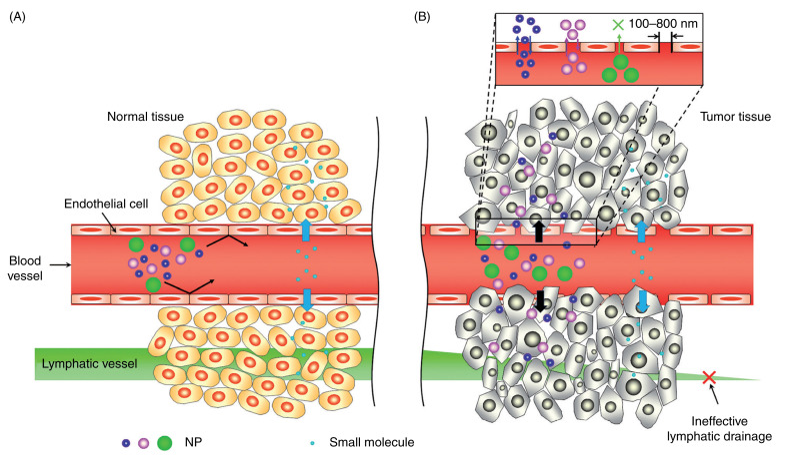 (A)
Normal tissue
Endothelial cell
Blood
vessel
Lymphatic vessel
NP
Small molecule
(B)
100–800 nm
Tumor tissue
Ineffective
lymphatic drainage